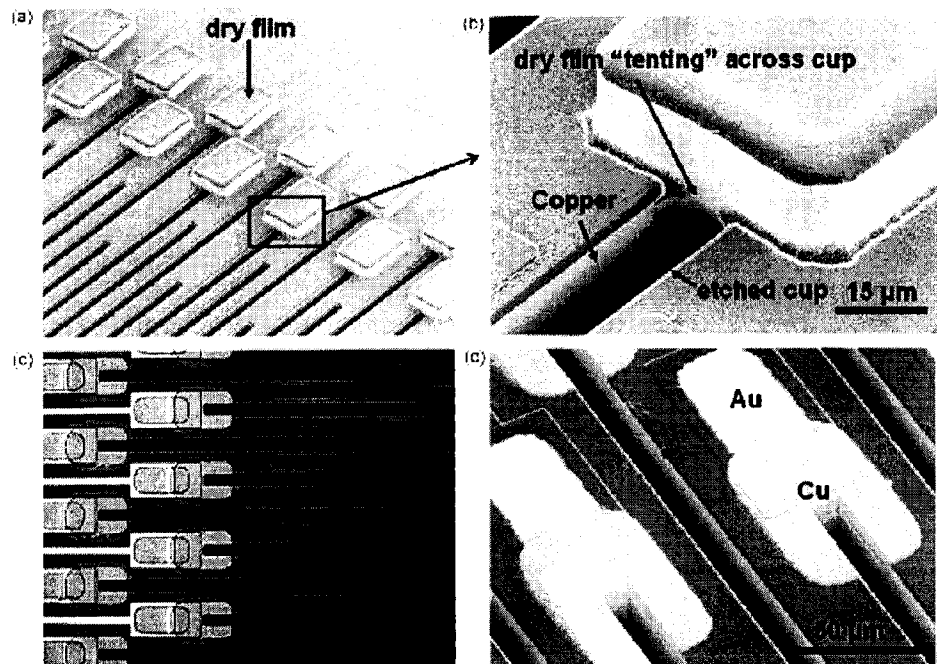 (a)
dry film
(b)
dry film "tenting" across cup
Copper
etched cup
15 µm
(c)
(d)
Au
Cu